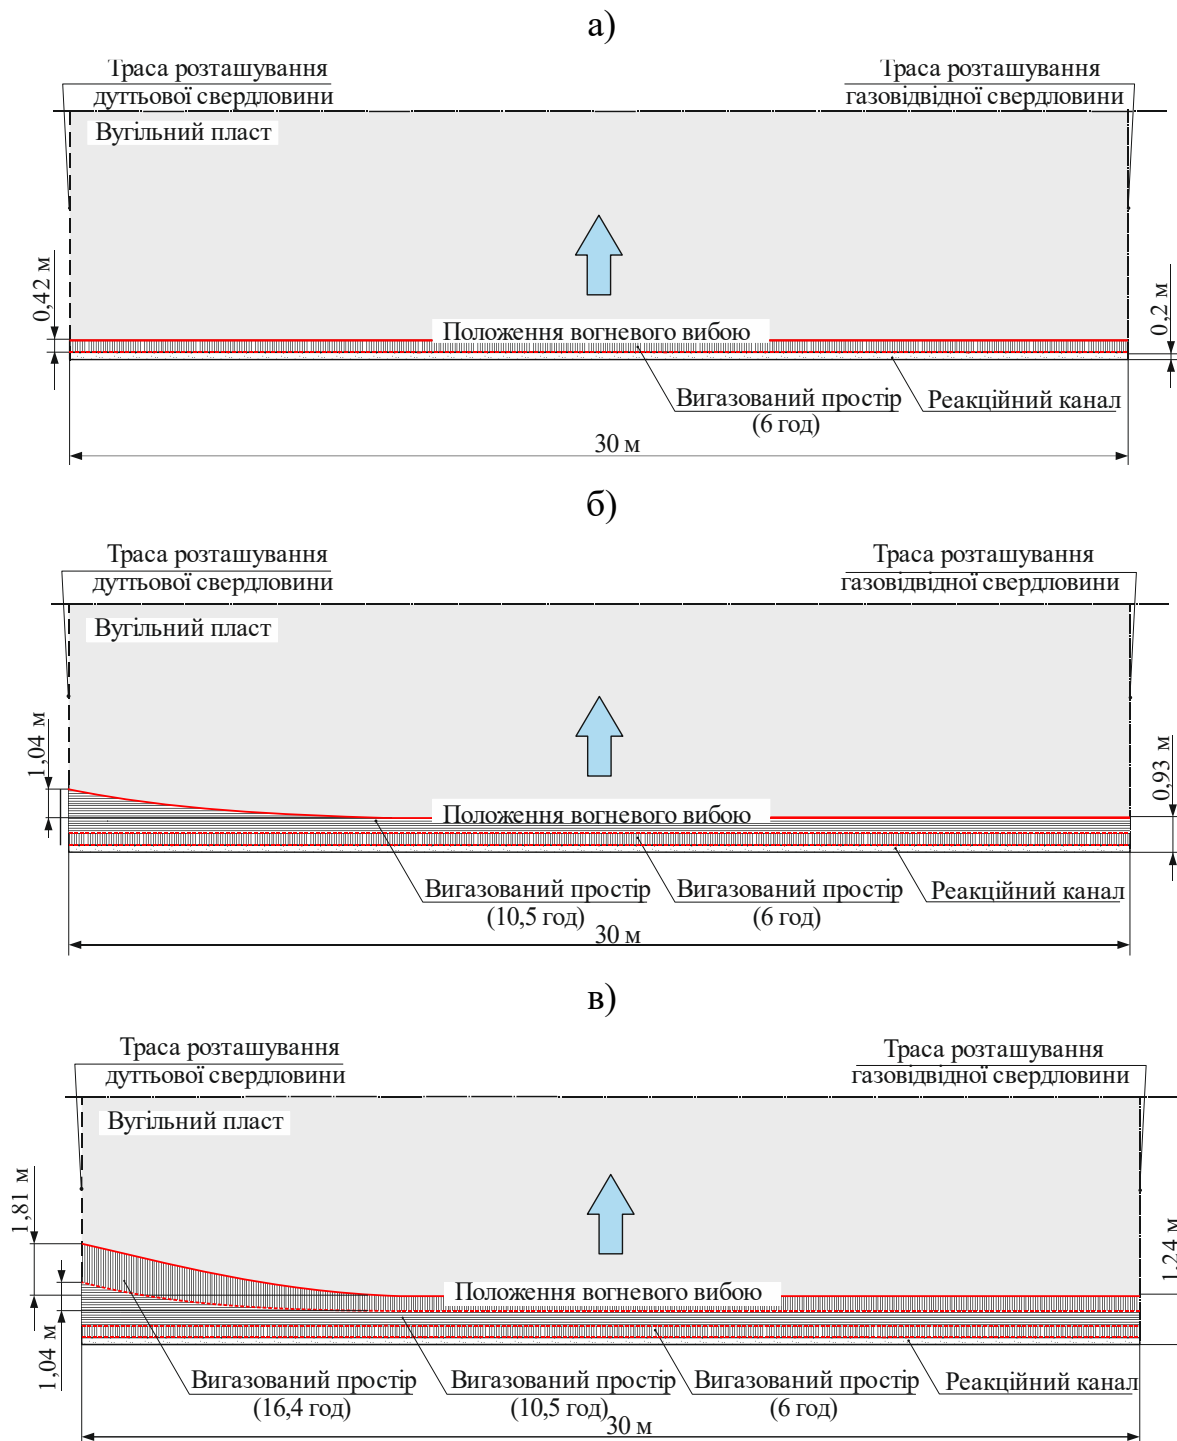 а)
Траса розташування
дуттьової свердловини
Траса розташування
газовідвідної свердловини
Вугільний пласт
0,42 м
0,2 м
Положення вогневого вибою
Вигазований простір
(6 год)
Реакційний канал
30 м
б)
Траса розташування
дуттьової свердловини
Траса розташування
газовідвідної свердловини
Вугільний пласт
1,04 м
0,93 м
Положення вогневого вибою
Вигазований простір
(10,5 год)
Вигазований простір
(6 год)
Реакційний канал
30 м
в)
Траса розташування
дуттьової свердловини
Траса розташування
газовідвідної свердловини
Вугільний пласт
1,81 м
1,24 м
Положення вогневого вибою
1,04 м
Вигазований простір
(16,4 год)
Вигазований простір
(10,5 год)
Вигазований простір
(6 год)
Реакційний канал
30 м